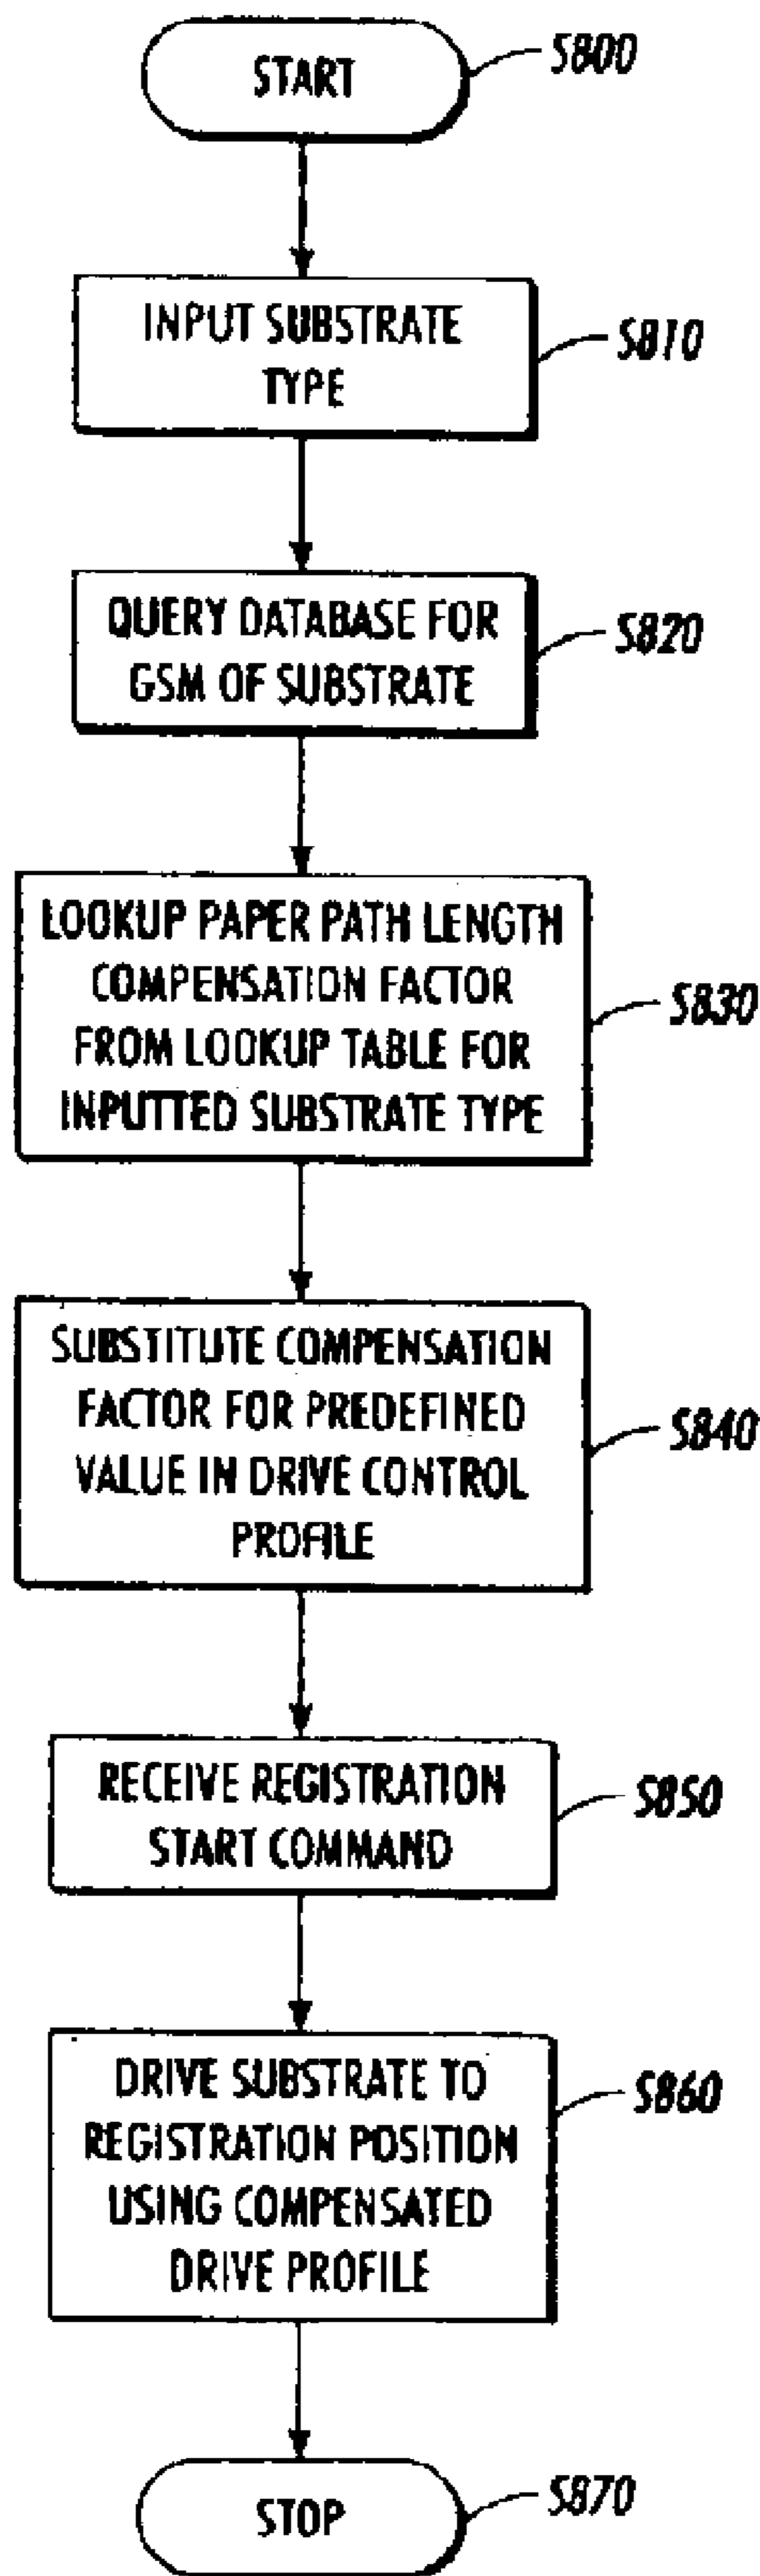 START
S800
INPUT SUBSTRATE
TYPE
S810
QUERY DATABASE FOR
GSM OF SUBSTRATE
S820
LOOKUP PAPER PATH LENGTH
COMPENSATION FACTOR
FROM LOOKUP TABLE FOR
INPUTTED SUBSTRATE TYPE
S830
SUBSTITUTE COMPENSATION
FACTOR FOR PREDEFINED
VALUE IN DRIVE CONTROL
PROFILE
S840
RECEIVE REGISTRATION
START COMMAND
S850
DRIVE SUBSTRATE TO
REGISTRATION POSITION
USING COMPENSATED
DRIVE PROFILE
S860
STOP
S870